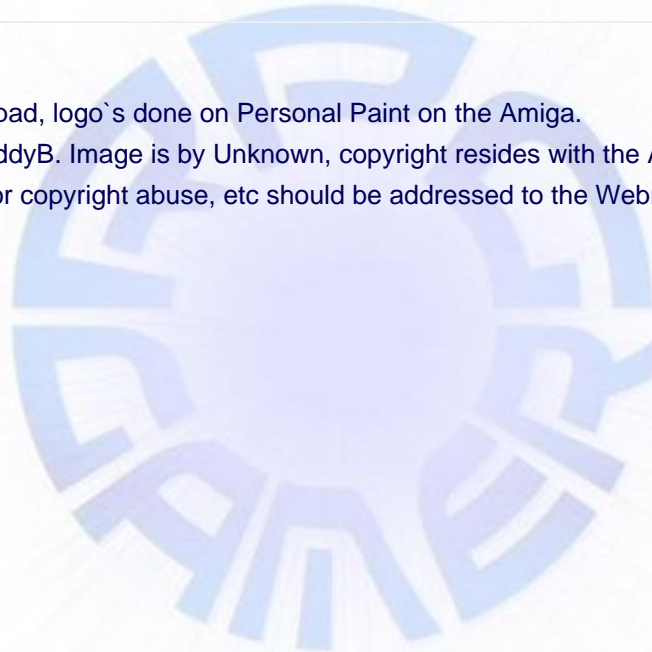 oad, logo`s done on Personal Paint on the Amiga.
ddyB. Image is by Unknown, copyright resides with the A
or copyright abuse, etc should be addressed to the Web